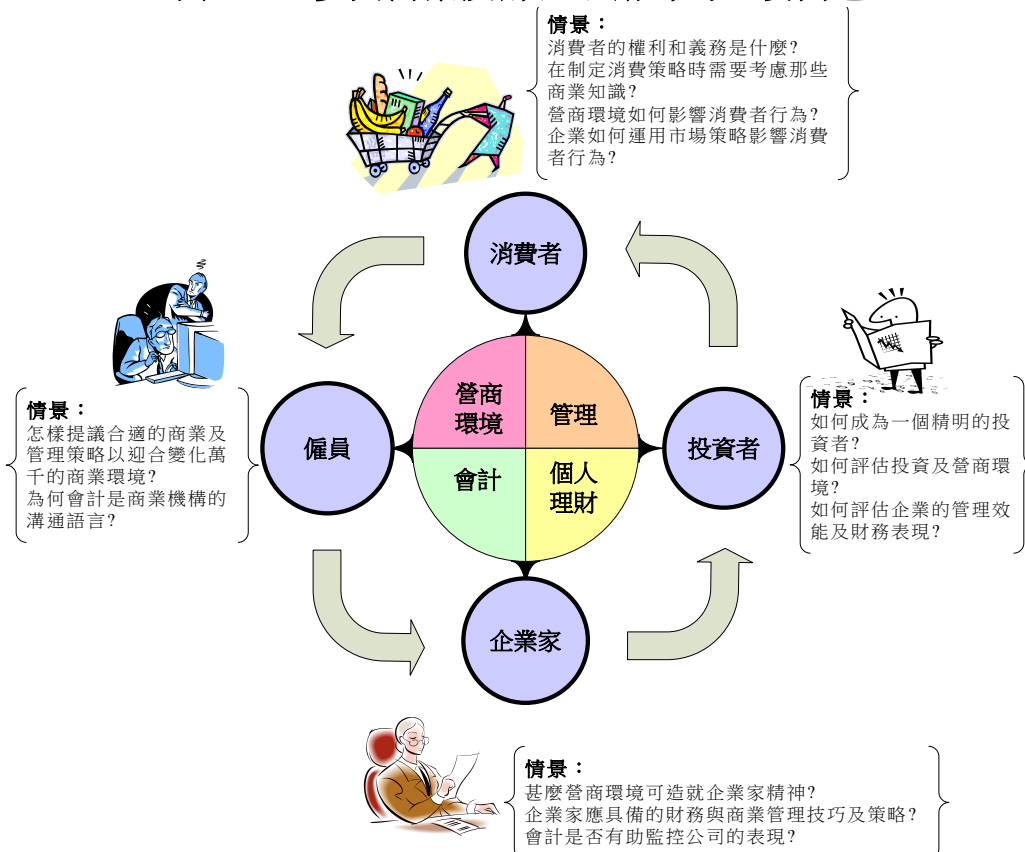 情景：
消費者的權利和義務是什麼?
在制定消費策略時需要考慮那些
商業知識?
營商環境如何影響消費者行為?
企業如何運用市場策略影響消費
者行為?
消費者
情景：
怎樣提議合適的商業及
管理策略以迎合變化萬
千的商業環境?
為何會計是商業機構的
溝通語言?
僱員
營商
環境
管理
會計
個人
理財
投資者
情景：
如何成為一個精明的投
資者?
如何評估投資及營商環
境?
如何評估企業的管理效
能及財務表現?
企業家
情景：
甚麼營商環境可造就企業家精神?
企業家應具備的財務與商業管理技巧及策略?
會計是否有助監控公司的表現?